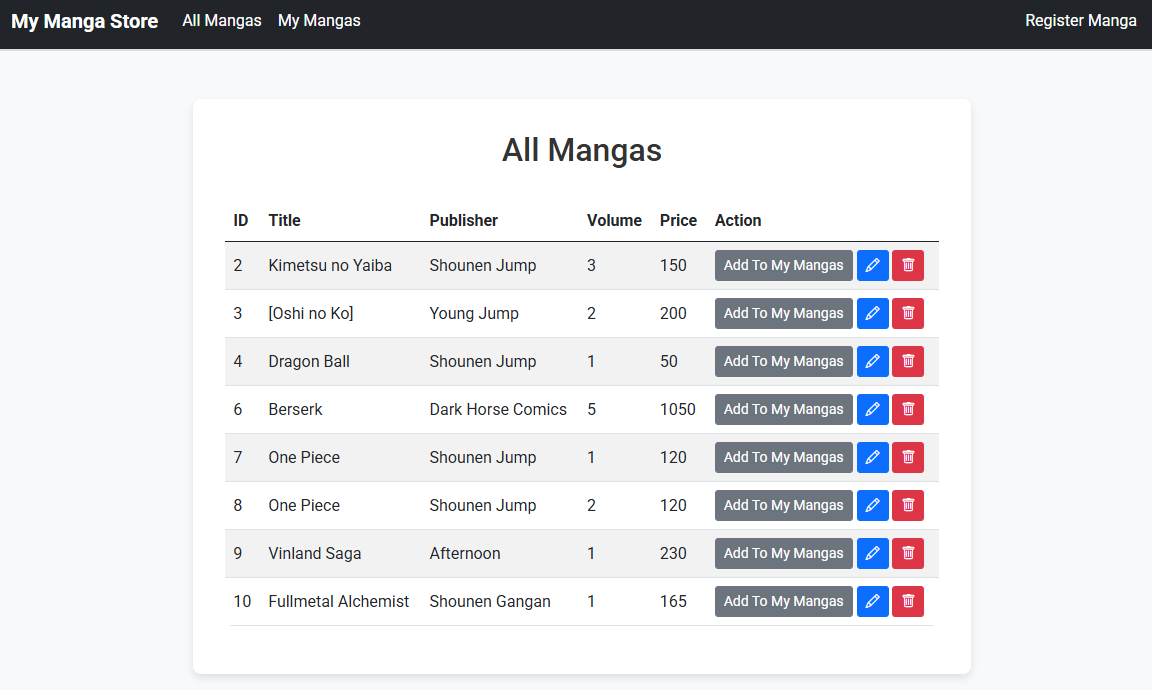 My Manga Store All Mangas My Mangas Register Manga
All Mangas
ID Title Publisher Volume Price Action
2 Kimetsu no Yaiba Shounen Jump 3 150 Add To My Mangas
3 [Oshi no Ko] Young Jump 2 200 Add To My Mangas
4 Dragon Ball Shounen Jump 1 50 Add To My Mangas
6 Berserk Dark Horse Comics 5 1050 Add To My Mangas
7 One Piece Shounen Jump 1 120 Add To My Mangas
8 One Piece Shounen Jump 2 120 Add To My Mangas
9 Vinland Saga Afternoon 1 230 Add To My Mangas
10 Fullmetal Alchemist Shounen Gangan 1 165 Add To My Mangas